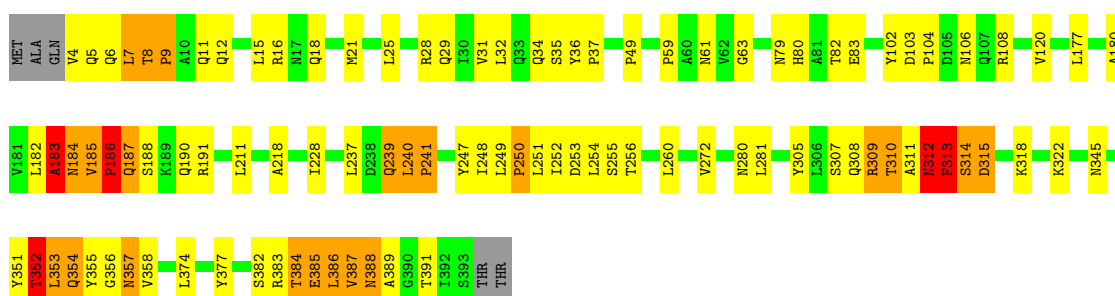 MET ALA GLN V4 Q5 Q6 L7 T8 P9 A10 Q11 Q12 L15 R16 N17 Q18 M21 L25 R28 Q29 I30 V31 L32 Q33 Q34 S35 Y36 P37 P49 P59 A60 N61 V62 G63 N79 H80 A81 T82 E83 Y102 D103 P104 D105 N106 Q107 R108 V120 L177 A180
V181 L182 A183 N184 V185 P186 Q187 S188 K189 Q190 R191 L211 A218 I228 L237 D238 Q239 L240 P241 Y247 I248 L249 P250 L251 I252 D253 L254 S255 T256 L260 V272 N280 L281 Y305 L306 S307 Q308 R309 T310 A311 N312 F313 S314 D315 K318 K322 N345
Y351 T352 L353 Q354 Y355 G356 N357 V358 L374 Y377 S382 R383 T384 E385 L386 V387 N388 A389 G390 T391 I392 S393 THR THR